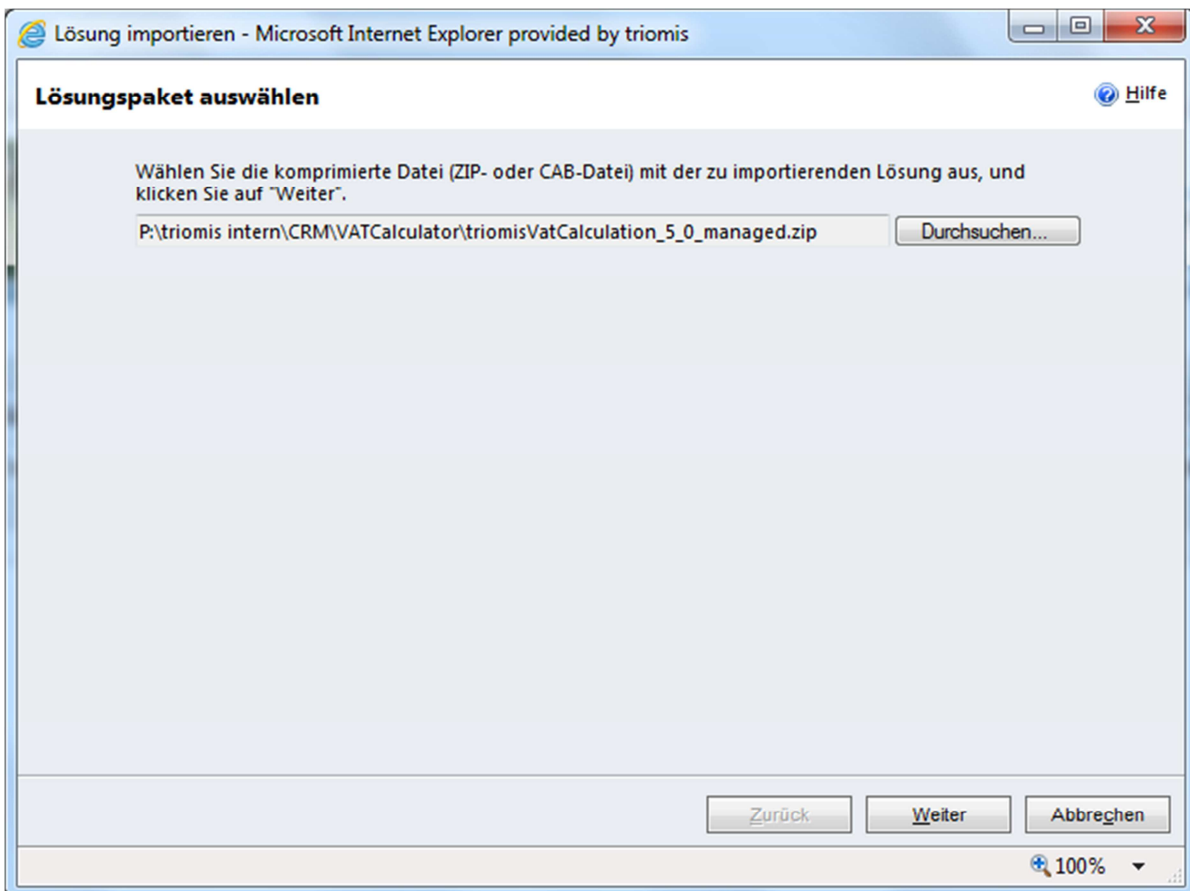 Lösung importieren - Microsoft Internet Explorer provided by triomis
Lösungspaket auswählen
Hilfe
Wählen Sie die komprimierte Datei (ZIP- oder CAB-Datei) mit der zu importierenden Lösung aus, und
klicken Sie auf "Weiter".
P:\triomis intern\CRM\VATCalculator\triomisVatCalculation_5_0_managed.zip
Durchsuchen...
Zurück
Weiter
Abbrechen
100%